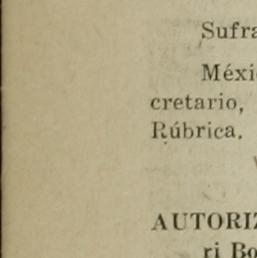 Sufra
Méxi
cretario,
Rúbrica.
AUTORIZ
ri Bo